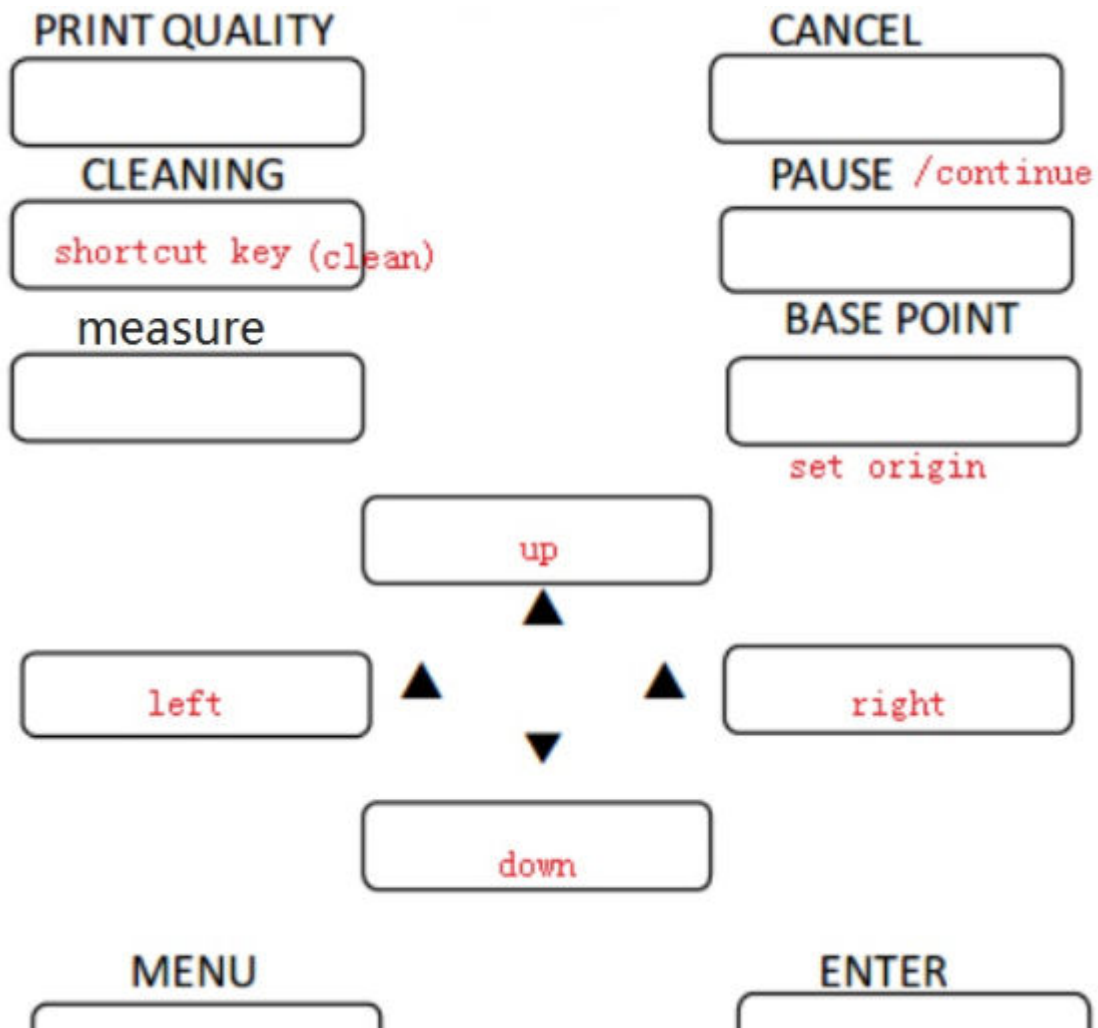 PRINT QUALITY
CANCEL
CLEANING
PAUSE /continue
shortcut key (clean)
measure
BASE POINT
set origin
up
left
right
down
MENU
ENTER